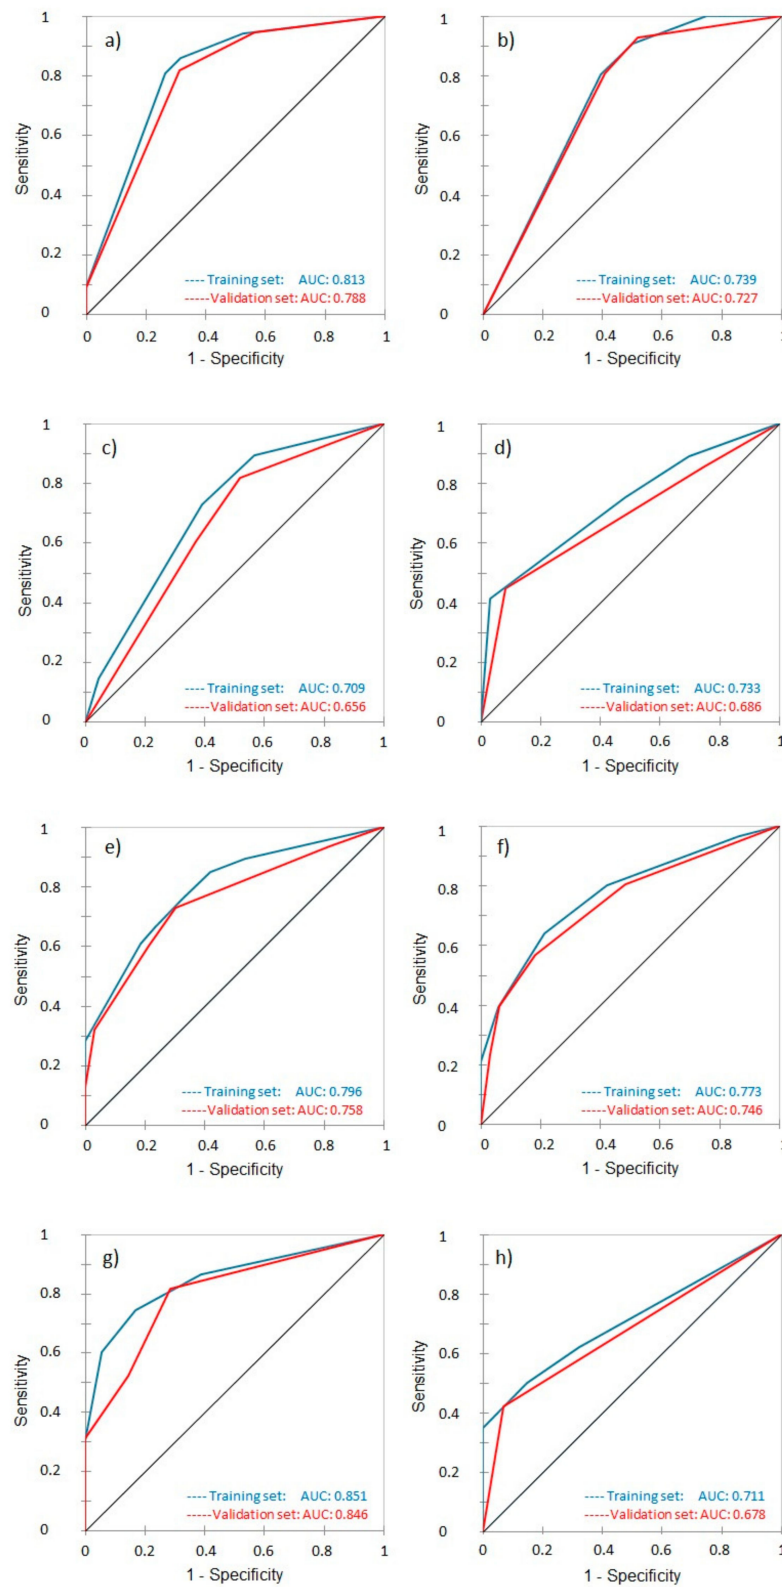 a)
1
0.8
0.6
0.4
0.2
0
Sensitivity
---- Training set: AUC: 0.813
-----Validation set: AUC: 0.788
0 0.2 0.4 0.6 0.8 1
1 - Specificity
b)
1
0.8
0.6
0.4
0.2
0
Sensitivity
---- Training set: AUC: 0.739
-----Validation set: AUC: 0.727
0 0.2 0.4 0.6 0.8 1
1 - Specificity
c)
1
0.8
0.6
0.4
0.2
0
Sensitivity
---- Training set: AUC: 0.709
-----Validation set: AUC: 0.656
0 0.2 0.4 0.6 0.8 1
1 - Specificity
d)
1
0.8
0.6
0.4
0.2
0
Sensitivity
---- Training set: AUC: 0.733
-----Validation set: AUC: 0.686
0 0.2 0.4 0.6 0.8 1
1 - Specificity
e)
1
0.8
0.6
0.4
0.2
0
Sensitivity
---- Training set: AUC: 0.796
-----Validation set: AUC: 0.758
0 0.2 0.4 0.6 0.8 1
1 - Specificity
f)
1
0.8
0.6
0.4
0.2
0
Sensitivity
---- Training set: AUC: 0.773
-----Validation set: AUC: 0.746
0 0.2 0.4 0.6 0.8 1
1 - Specificity
g)
1
0.8
0.6
0.4
0.2
0
Sensitivity
---- Training set: AUC: 0.851
-----Validation set: AUC: 0.846
0 0.2 0.4 0.6 0.8 1
1 - Specificity
h)
1
0.8
0.6
0.4
0.2
0
Sensitivity
---- Training set: AUC: 0.711
-----Validation set: AUC: 0.678
0 0.2 0.4 0.6 0.8 1
1 - Specificity